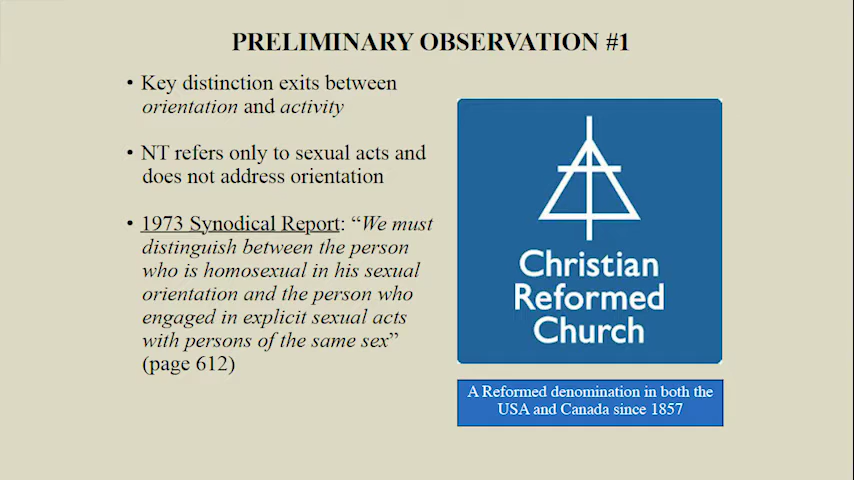 PRELIMINARY OBSERVATION #1
• Key distinction exits between
orientation and activity
• NT refers only to sexual acts and
does not address orientation
• 1973 Synodical Report: “We must
distinguish between the person
who is homosexual in his sexual
orientation and the person who
engaged in explicit sexual acts
with persons of the same sex”
(page 612)
Christian
Reformed
Church
A Reformed denomination in both the
USA and Canada since 1857